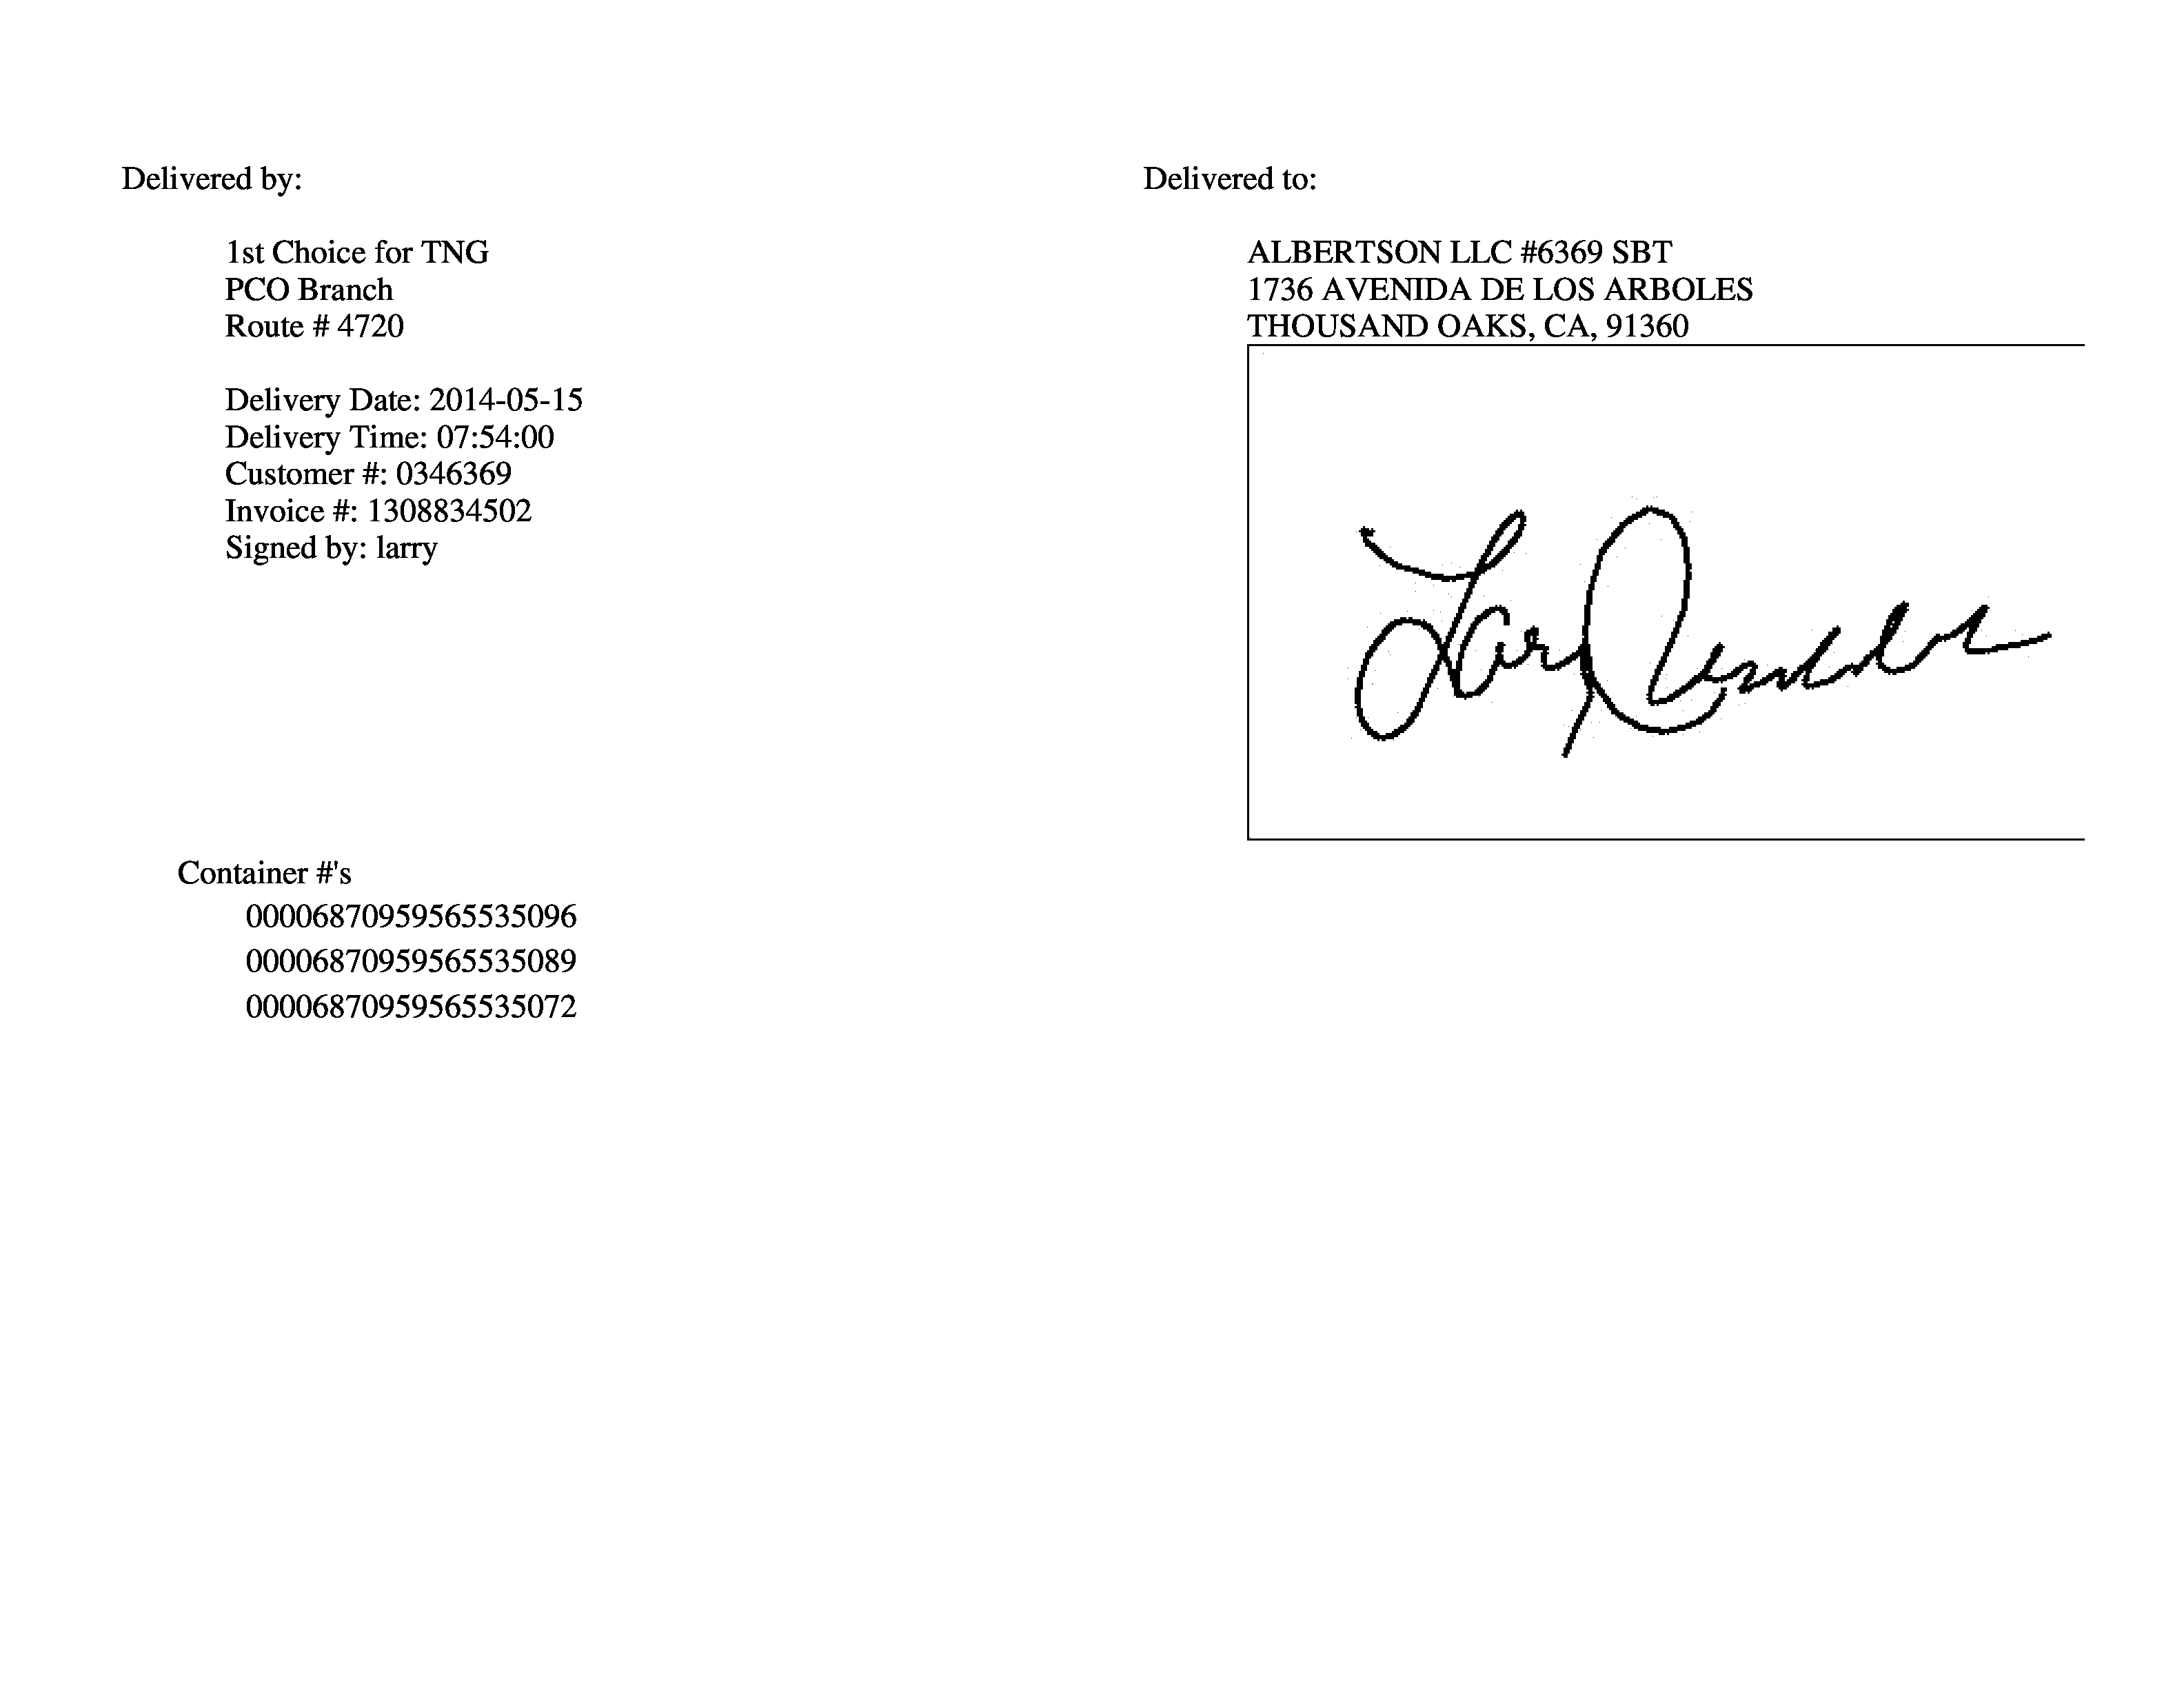 Delivered by:
1st Choice for TNG
PCO Branch
Route # 4720
Delivery Date: 2014-05-15
Delivery Time: 07:54:00
Customer #: 0346369
Invoice #: 1308834502
Signed by: larry
Delivered to:
ALBERTSON LLC #6369 SBT
1736 AVENIDA DE LOS ARBOLES
THOUSAND OAKS, CA, 91360
Container #'s
00006870959565535096
00006870959565535089
00006870959565535072